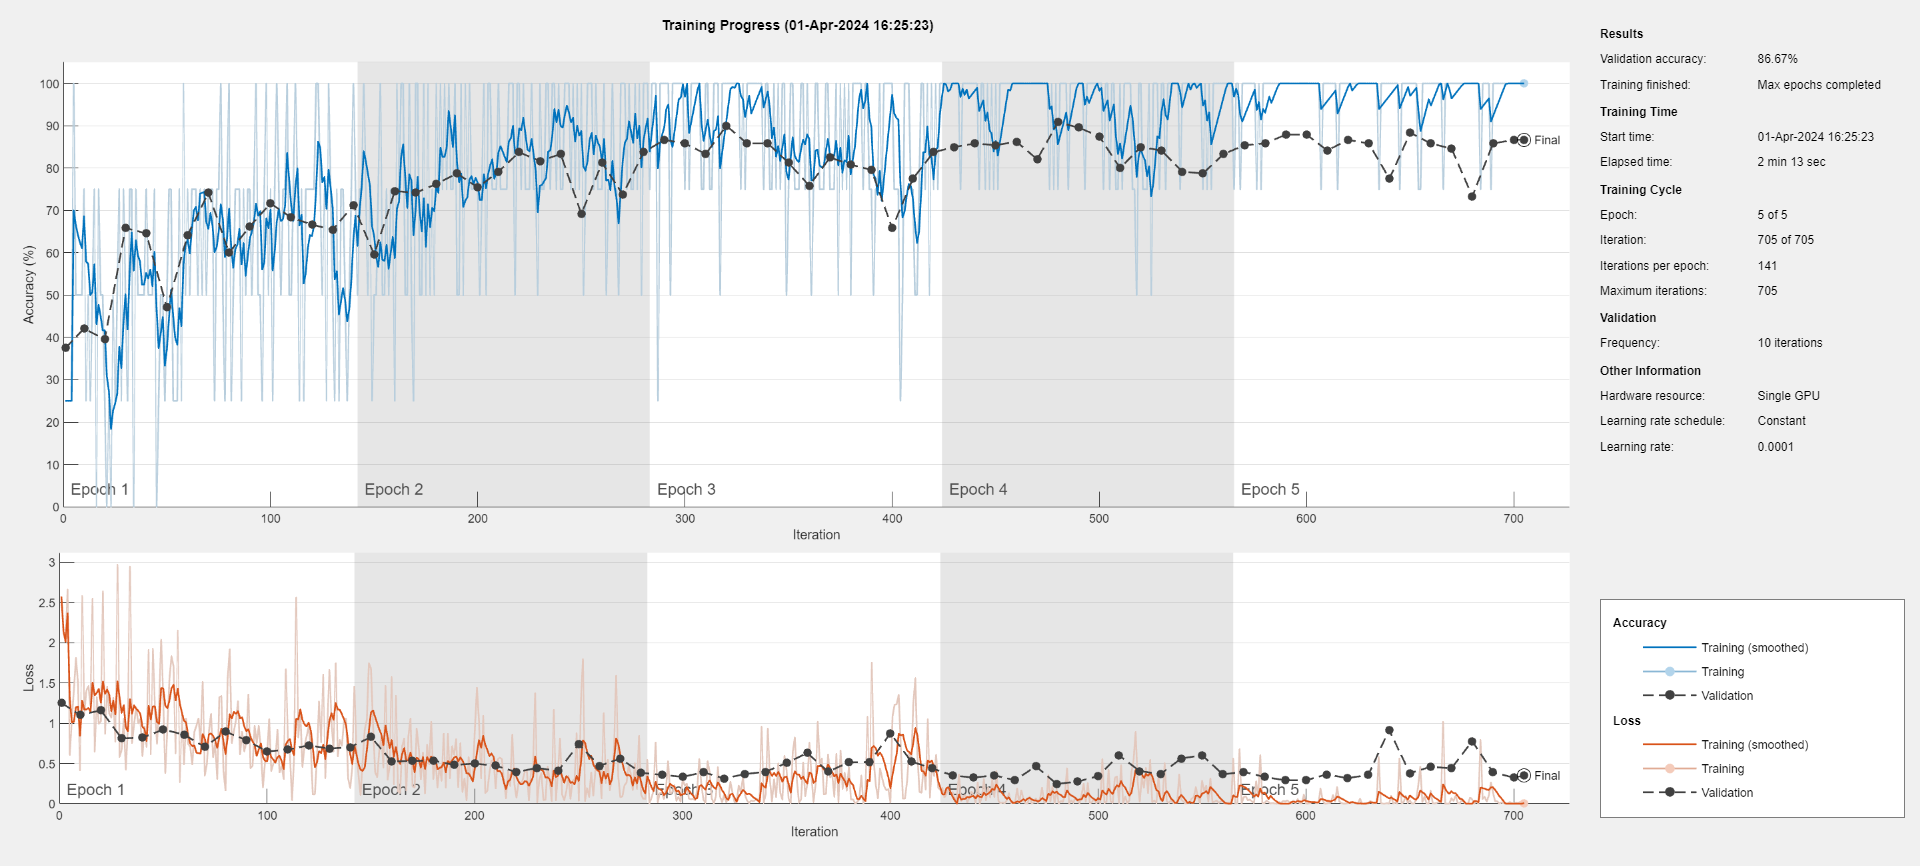 Training Progress (01-Apr-2024 16:25:23)
100
90
80
70
60
50
40
30
20
10
0
Accuracy (%)
Epoch 1
Epoch 2
Epoch 3
Epoch 4
Epoch 5
Final
0
100
200
300
400
500
600
700
Iteration
3
2.5
2
1.5
1
0.5
0
Loss
Epoch 1
Epoch 2
Epoch 3
Epoch 4
Epoch 5
Final
0
100
200
300
400
500
600
700
Iteration
Results
Validation accuracy: 86.67%
Training finished: Max epochs completed
Training Time
Start time: 01-Apr-2024 16:25:23
Elapsed time: 2 min 13 sec
Training Cycle
Epoch: 5 of 5
Iteration: 705 of 705
Iterations per epoch: 141
Maximum iterations: 705
Validation
Frequency: 10 iterations
Other Information
Hardware resource: Single GPU
Learning rate schedule: Constant
Learning rate: 0.0001
Accuracy
Training (smoothed)
Training
Validation
Loss
Training (smoothed)
Training
Validation